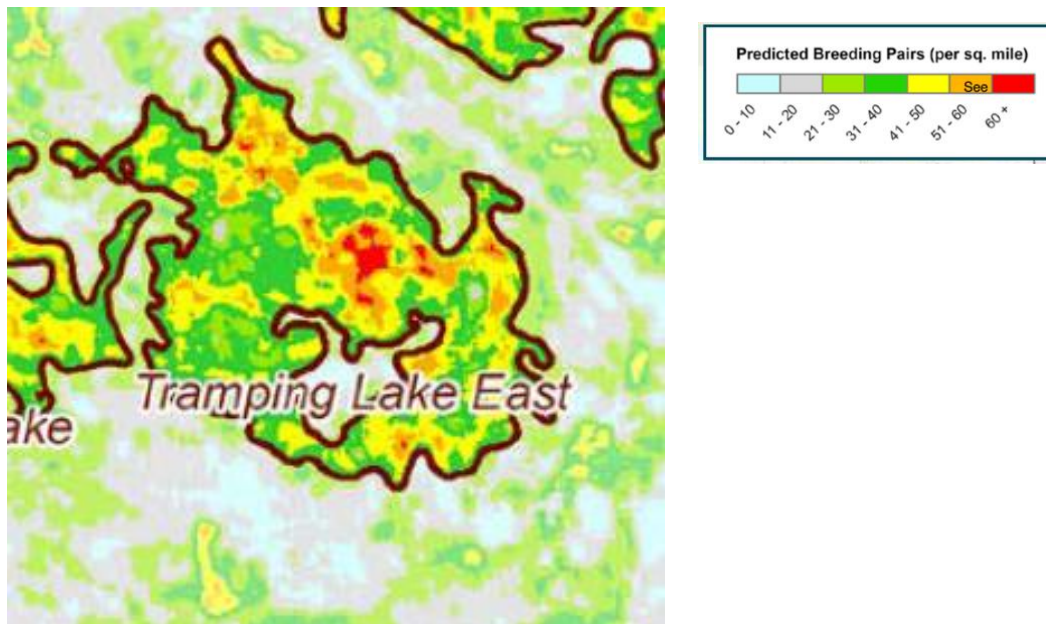 Predicted Breeding Pairs (per sq. mile)
See
0 - 10
11 - 20
21 - 30
31 - 40
41 - 50
51 - 60
60 +
Tramping Lake East
ake